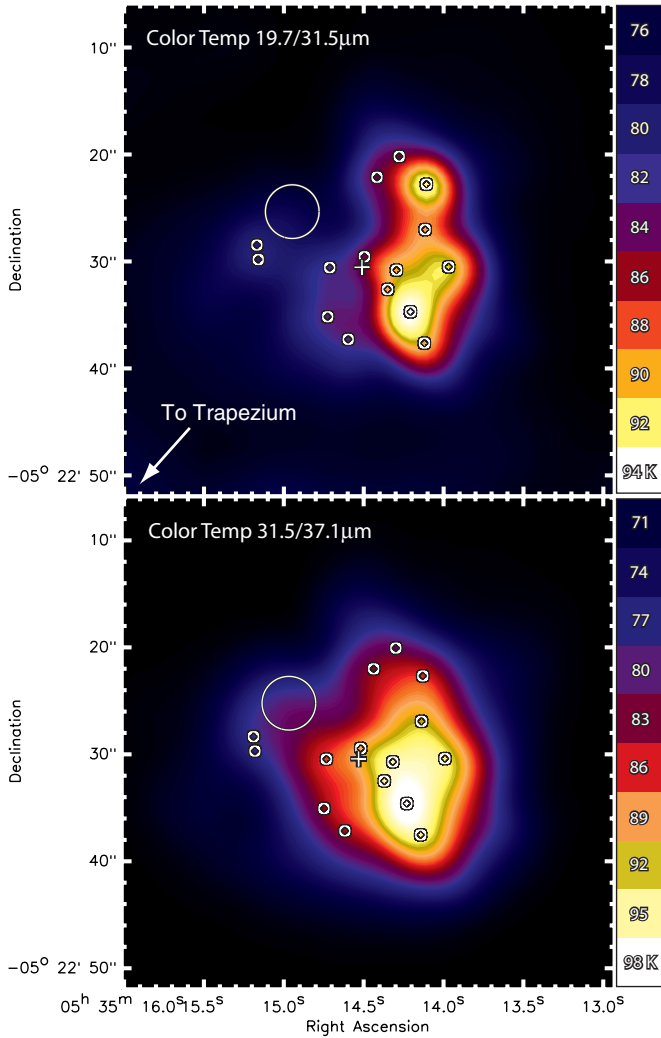 Color Temp 19.7/31.5μm
10''
20''
30''
40''
−05° 22' 50''
Declination
To Trapezium
76
78
80
82
84
86
88
90
92
94 K
Color Temp 31.5/37.1μm
10''
20''
30''
40''
−05° 22' 50''
Declination
71
74
77
80
83
86
89
92
95
98 K
05ʰ 35ᵐ 16.0ˢ 15.5ˢ 15.0ˢ 14.5ˢ 14.0ˢ 13.5ˢ 13.0ˢ
Right Ascension